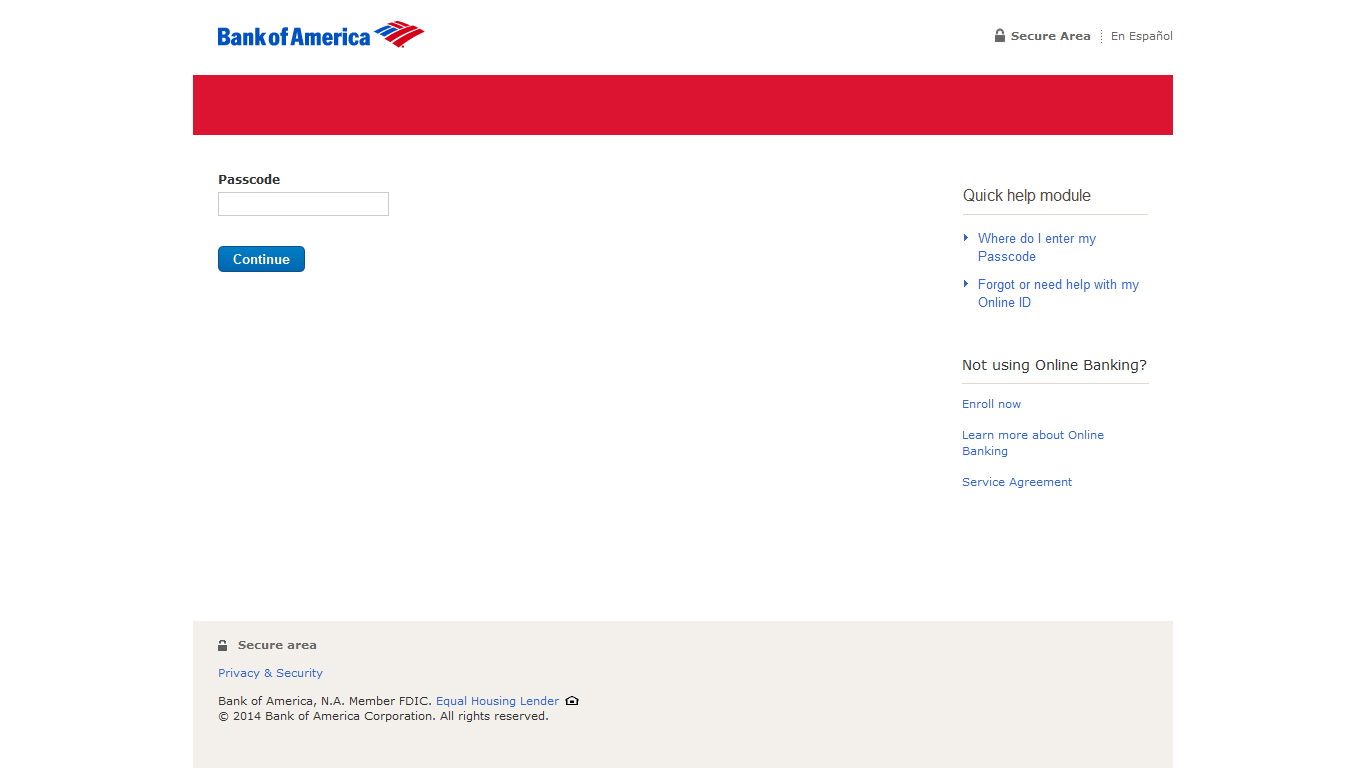 Bank of America
Secure Area
En Español
Passcode
Continue
Quick help module
Where do I enter my
Passcode
Forgot or need help with my
Online ID
Not using Online Banking?
Enroll now
Learn more about Online
Banking
Service Agreement
Secure area
Privacy & Security
Bank of America, N.A. Member FDIC. Equal Housing Lender
© 2014 Bank of America Corporation. All rights reserved.